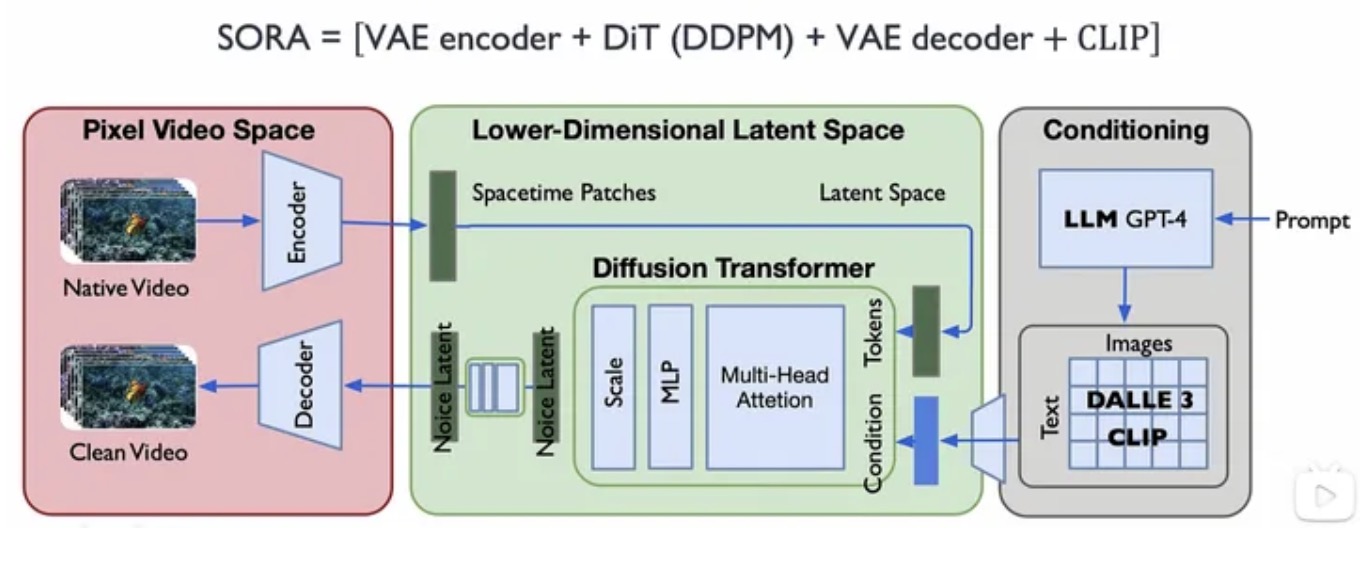 SORA = [VAE encoder + DiT (DDPM) + VAE decoder + CLIP]
Pixel Video Space
Native Video
Encoder
Clean Video
Decoder
Lower-Dimensional Latent Space
Spacetime Patches
Latent Space
Diffusion Transformer
Noice Latent
Noice Latent
Scale
MLP
Multi-Head
Attetion
Tokens
Condition
Conditioning
LLM GPT-4
Prompt
Images
Text
DALLE 3
CLIP